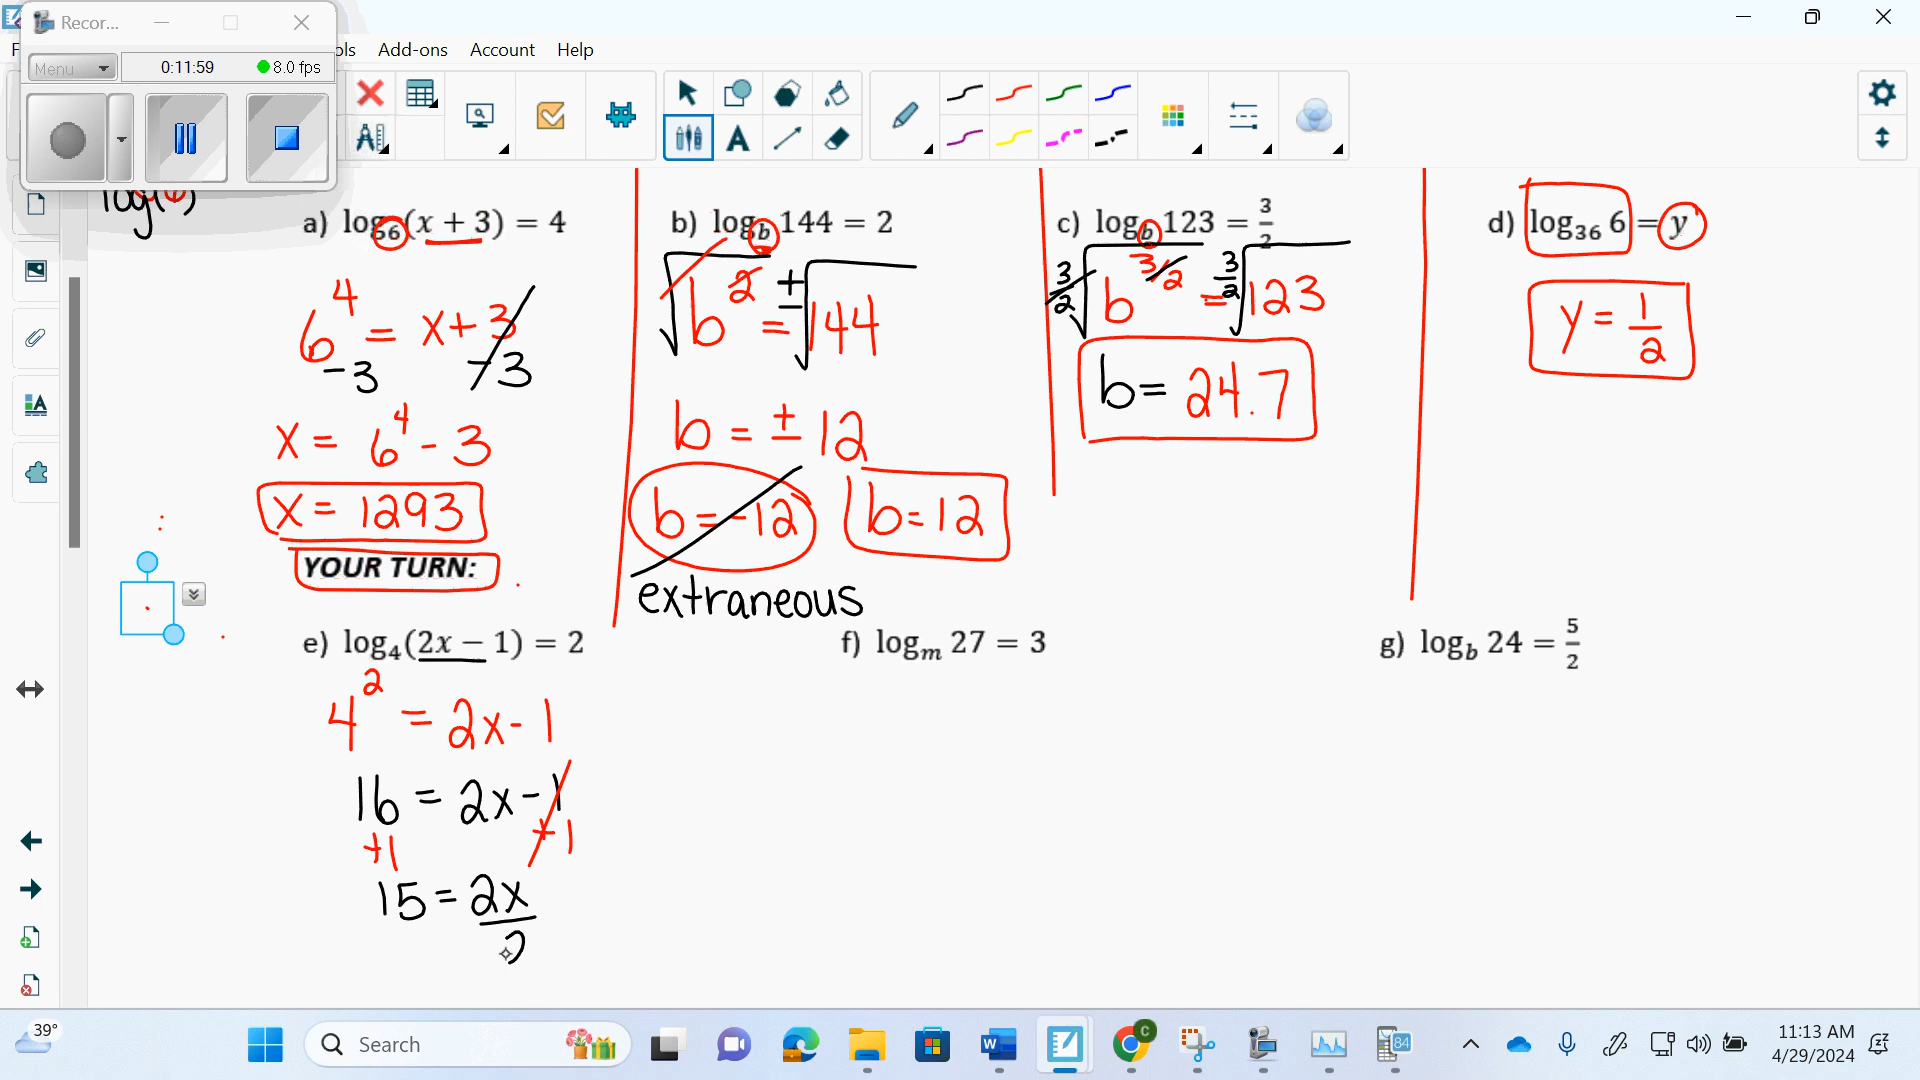 Recor...
Menu 0:11:59 8.0 fps
Add-ons Account Help
log( )
a) log₆(x + 3) = 4
6⁴ = x + 3
-3 -3
x = 6⁴ - 3
x = 1293
b) log_b 144 = 2
√b² = ±√144
b = ± 12
b = -12 b = 12
extraneous
c) log_b 123 = 3/2
3/2√b^3/2 = 3/2√123
b = 24.7
d) log₃₆ 6 = y
y = 1/2
YOUR TURN:
e) log₄(2x − 1) = 2
4² = 2x - 1
16 = 2x - 1
+1 +1
15 = 2x
2
f) log_m 27 = 3
g) log_b 24 = 5/2
39°
Search
84
11:13 AM
4/29/2024